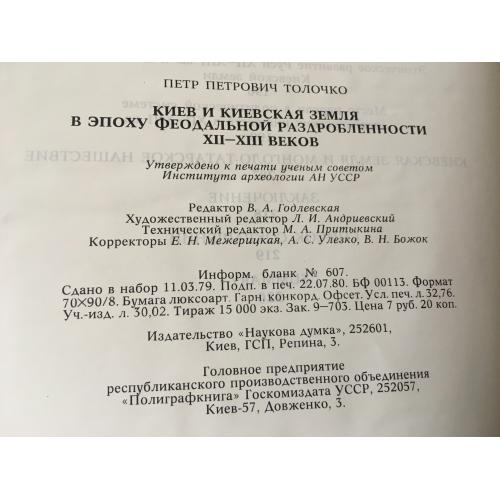 ПЕТР ПЕТРОВИЧ ТОЛОЧКО
КИЕВ И КИЕВСКАЯ ЗЕМЛЯ
В ЭПОХУ ФЕОДАЛЬНОЙ РАЗДРОБЛЕННОСТИ
XII—XIII ВЕКОВ
Утверждено к печати ученым советом
Института археологии АН УССР
Редактор В. А. Годлевская
Художественный редактор Л. И. Андриевский
Технический редактор М. А. Притыкина
Корректоры Е. Н. Межерицкая, А. С. Улезко, В. Н. Божок
Информ. бланк № 607.
Сдано в набор 11.03.79. Подп. в печ. 22.07.80. БФ 00113. Формат
70×90/8. Бумага люксоарт. Гарн. конкорд. Офсет. Усл. печ. л. 32,76.
Уч.-изд. л. 30,02. Тираж 15 000 экз. Зак. 9—703. Цена 7 руб. 20 коп.
Издательство «Наукова думка», 252601,
Киев, ГСП, Репина, 3.
Головное предприятие
республиканского производственного объединения
«Полиграфкнига» Госкомиздата УССР, 252057,
Киев-57, Довженко, 3.